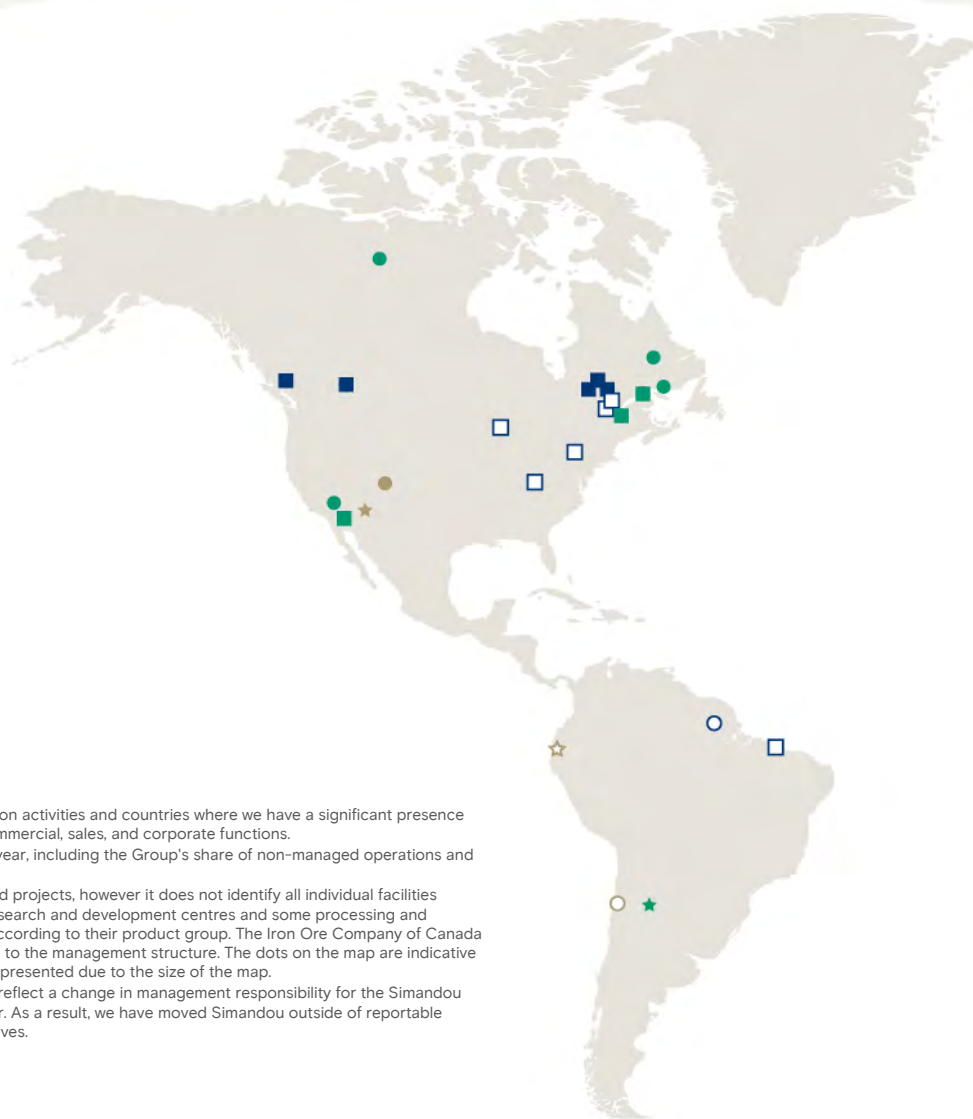 on activities and countries where we have a significant presence
mmercial, sales, and corporate functions.
year, including the Group's share of non-managed operations and
d projects, however it does not identify all individual facilities
search and development centres and some processing and
according to their product group. The Iron Ore Company of Canada
to the management structure. The dots on the map are indicative
presented due to the size of the map.
reflect a change in management responsibility for the Simandou
r. As a result, we have moved Simandou outside of reportable
ves.